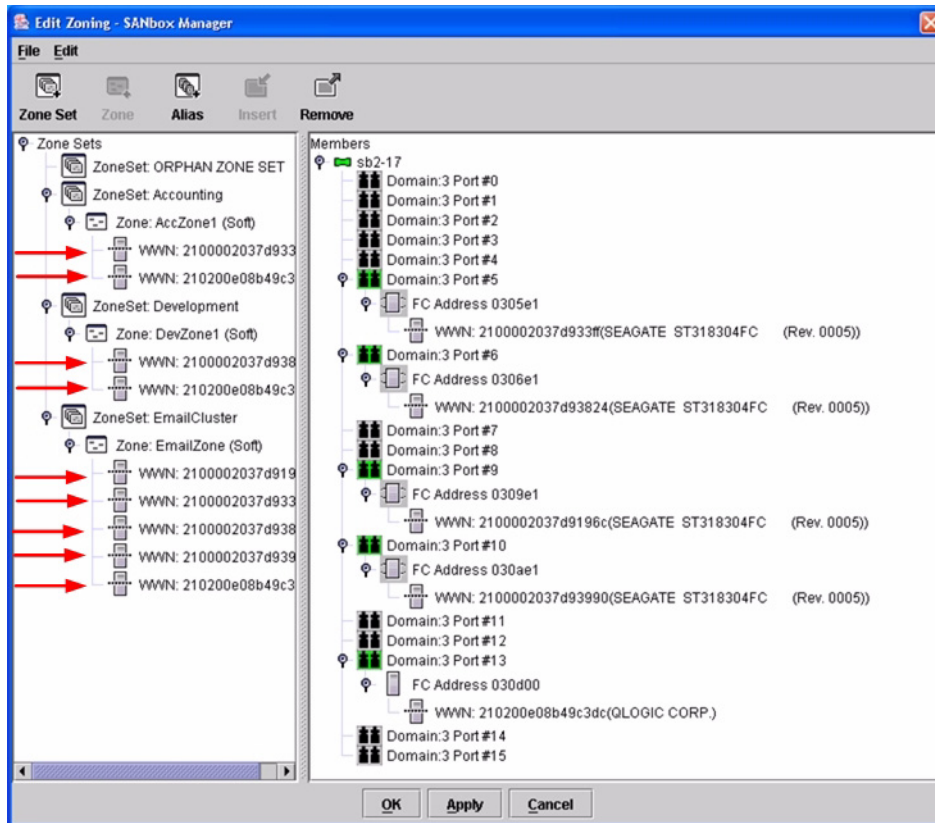 Edit Zoning - SANbox Manager
File Edit
Zone Set Zone Alias Insert Remove
Zone Sets
ZoneSet: ORPHAN ZONE SET
ZoneSet: Accounting
Zone: AccZone1 (Soft)
WWN: 2100002037d933
WWN: 210200e08b49c3
ZoneSet: Development
Zone: DevZone1 (Soft)
WWN: 2100002037d938
WWN: 210200e08b49c3
ZoneSet: EmailCluster
Zone: EmailZone (Soft)
WWN: 2100002037d919
WWN: 2100002037d933
WWN: 2100002037d938
WWN: 2100002037d939
WWN: 210200e08b49c3
Members
sb2-17
Domain:3 Port #0
Domain:3 Port #1
Domain:3 Port #2
Domain:3 Port #3
Domain:3 Port #4
Domain:3 Port #5
FC Address 0305e1
WWN: 2100002037d933ff(SEAGATE ST318304FC (Rev. 0005))
Domain:3 Port #6
FC Address 0306e1
WWN: 2100002037d93824(SEAGATE ST318304FC (Rev. 0005))
Domain:3 Port #7
Domain:3 Port #8
Domain:3 Port #9
FC Address 0309e1
WWN: 2100002037d9196c(SEAGATE ST318304FC (Rev. 0005))
Domain:3 Port #10
FC Address 030ae1
WWN: 2100002037d93990(SEAGATE ST318304FC (Rev. 0005))
Domain:3 Port #11
Domain:3 Port #12
Domain:3 Port #13
FC Address 030d00
WWN: 210200e08b49c3dc(QLOGIC CORP.)
Domain:3 Port #14
Domain:3 Port #15
OK Apply Cancel